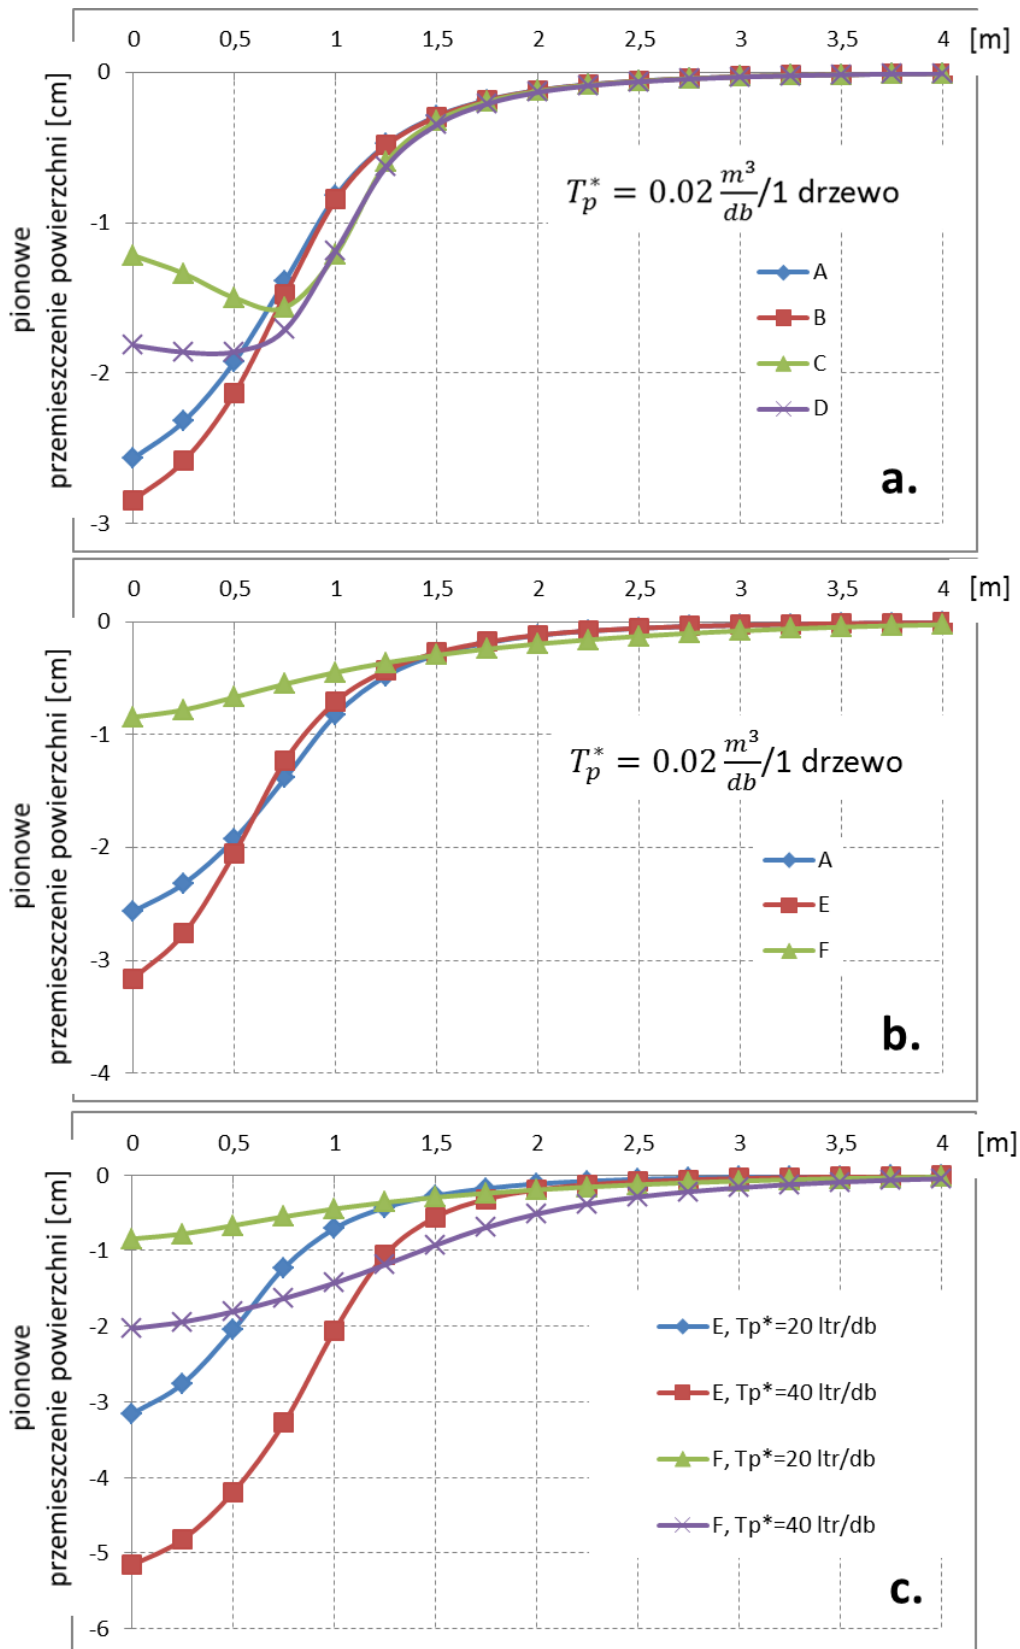 0 0,5 1 1,5 2 2,5 3 3,5 4 [m]
0
-1
-2
-3
pionowe
przemieszczenie powierzchni [cm]
T_p^* = 0.02 m³/db/1 drzewo
A
B
C
D
a.
0 0,5 1 1,5 2 2,5 3 3,5 4 [m]
0
-1
-2
-3
-4
pionowe
przemieszczenie powierzchni [cm]
T_p^* = 0.02 m³/db/1 drzewo
A
E
F
b.
0 0,5 1 1,5 2 2,5 3 3,5 4 [m]
0
-1
-2
-3
-4
-5
-6
pionowe
przemieszczenie powierzchni [cm]
E, Tp*=20 ltr/db
E, Tp*=40 ltr/db
F, Tp*=20 ltr/db
F, Tp*=40 ltr/db
c.